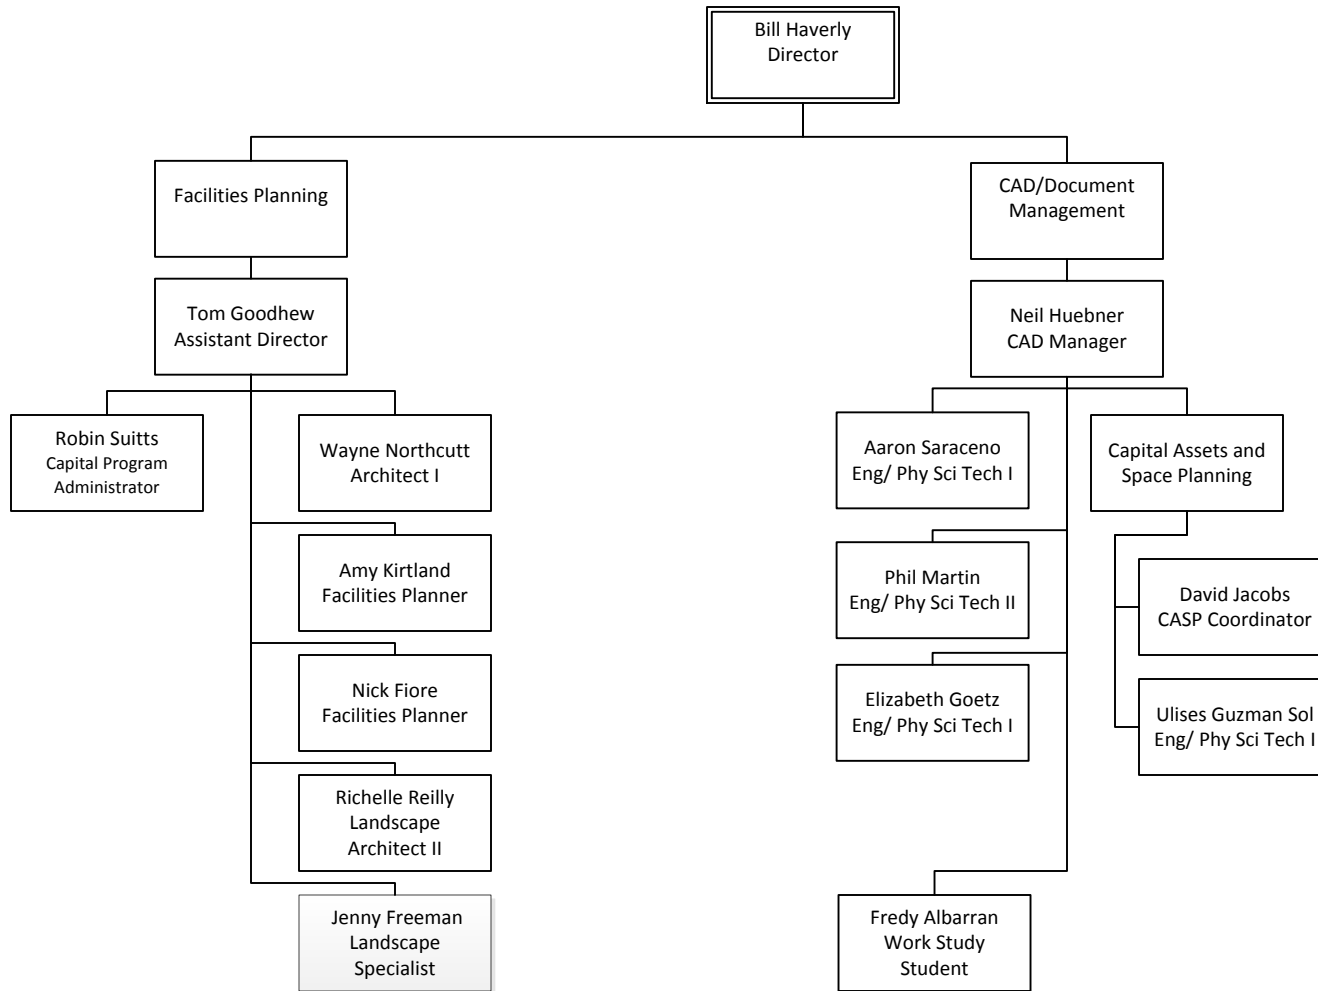 Bill Haverly
Director
Facilities Planning
CAD/Document
Management
Tom Goodhew
Assistant Director
Neil Huebner
CAD Manager
Robin Suitts
Capital Program
Administrator
Wayne Northcutt
Architect I
Aaron Saraceno
Eng/ Phy Sci Tech I
Capital Assets and
Space Planning
Amy Kirtland
Facilities Planner
Phil Martin
Eng/ Phy Sci Tech II
David Jacobs
CASP Coordinator
Nick Fiore
Facilities Planner
Elizabeth Goetz
Eng/ Phy Sci Tech I
Ulises Guzman Sol
Eng/ Phy Sci Tech I
Richelle Reilly
Landscape
Architect II
Jenny Freeman
Landscape
Specialist
Fredy Albarran
Work Study
Student